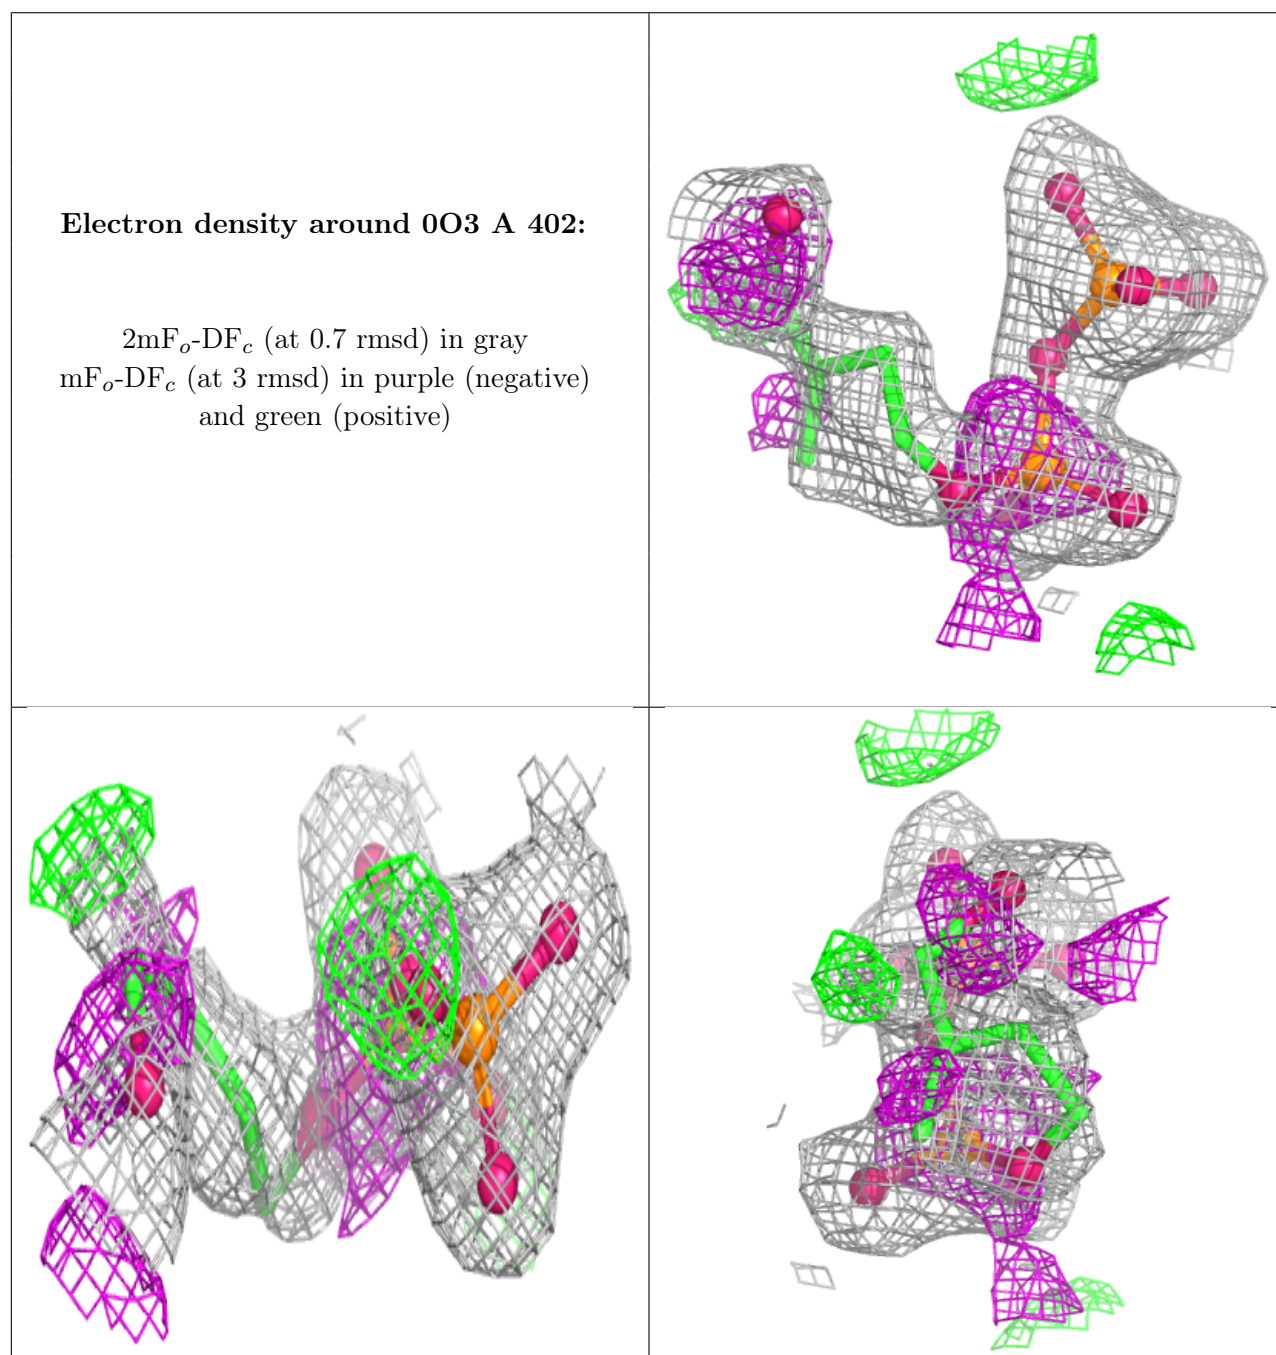 Electron density around 0O3 A 402:
2mFo-DFc (at 0.7 rmsd) in gray
mFo-DFc (at 3 rmsd) in purple (negative)
and green (positive)